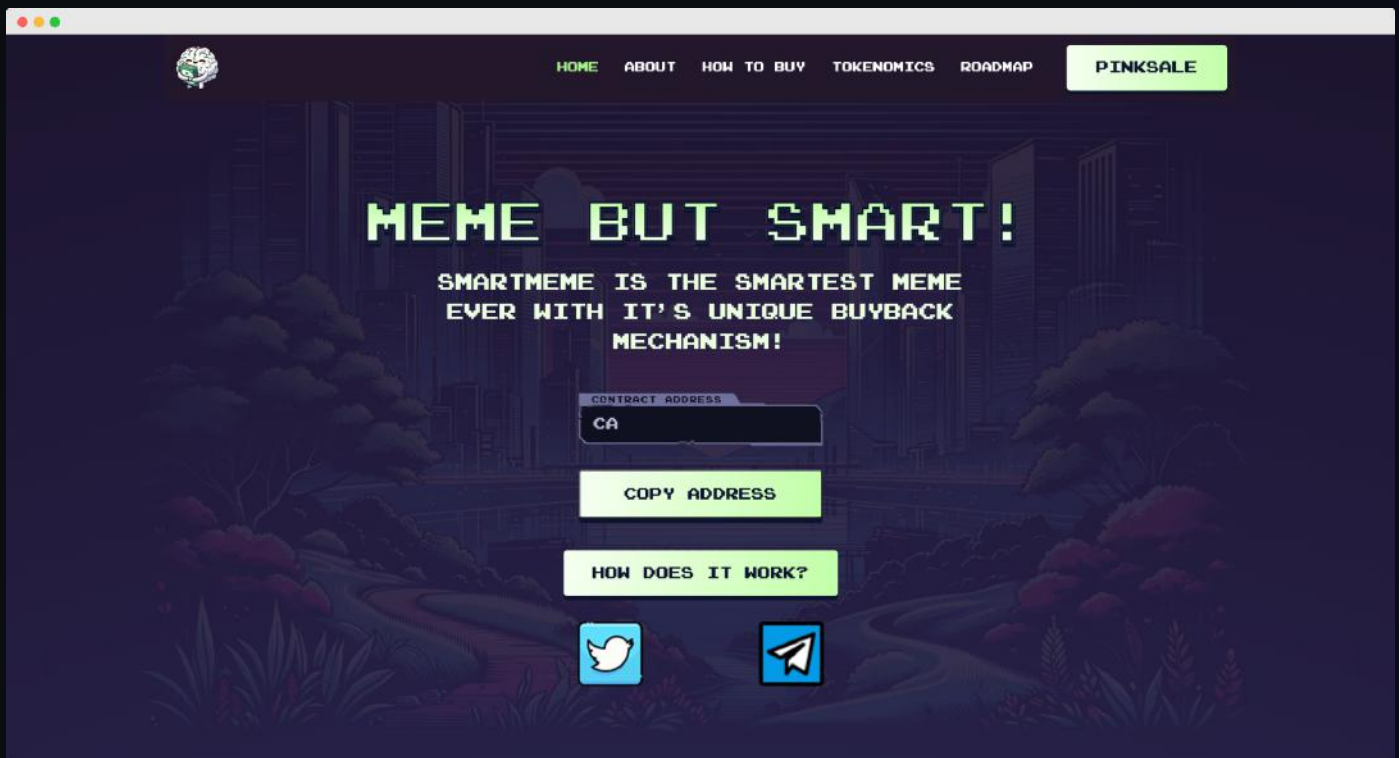 HOME ABOUT HOW TO BUY TOKENOMICS ROADMAP PINKSALE
MEME BUT SMART!
SMARTMEME IS THE SMARTEST MEME
EVER WITH IT'S UNIQUE BUYBACK
MECHANISM!
CONTRACT ADDRESS
CA
COPY ADDRESS
HOW DOES IT WORK?